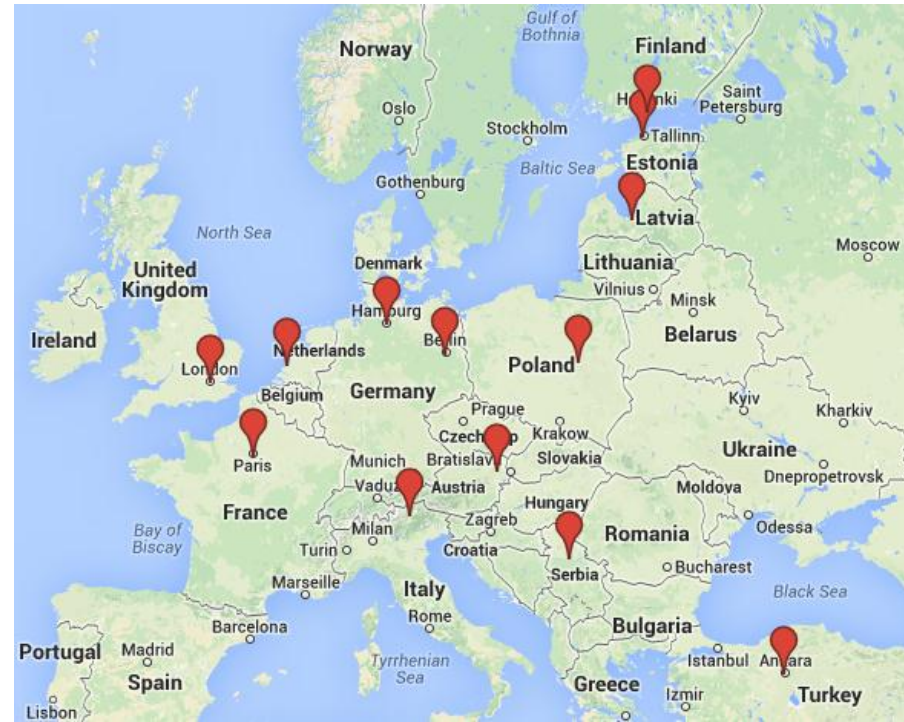 Gulf of
Bothnia
Norway
Finland
Oslo
Helsinki
Saint
Petersburg
Stockholm
Tallinn
Baltic Sea
Estonia
Gothenburg
Latvia
North Sea
Moscow
Denmark
Lithuania
United
Kingdom
Vilnius
Minsk
Hamburg
Ireland
Berlin
Belarus
Netherlands
London
Poland
Germany
Belgium
Prague
Kyiv
Kharkiv
Czech Rep
Krakow
Paris
Munich
Bratislava
Slovakia
Ukraine
Dnepropetrovsk
Vaduz
Austria
Moldova
France
Hungary
Zagreb
Romania
Odessa
Bay of
Biscay
Milan
Turin
Croatia
Serbia
Bucharest
Marseille
Italy
Black Sea
Rome
Barcelona
Bulgaria
Portugal
Madrid
Tyrrhenian
Sea
Istanbul
Ankara
Spain
Greece
Izmir
Turkey
Lisbon